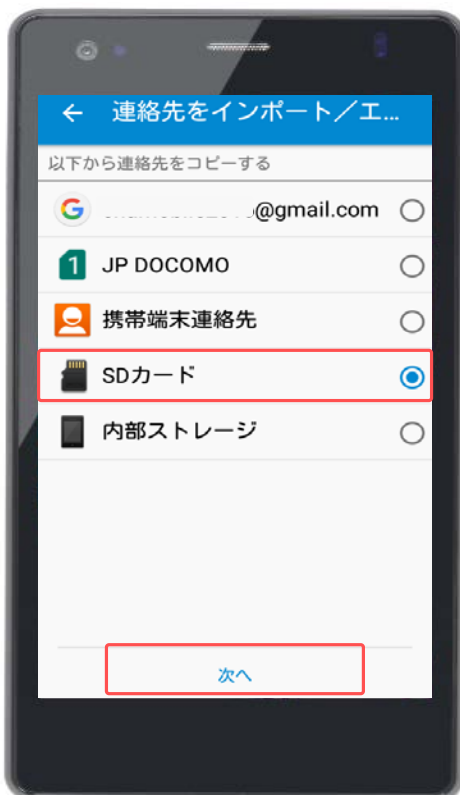 連絡先をインポート／エ...
以下から連絡先をコピーする
@gmail.com
1 JP DOCOMO
携帯端末連絡先
SDカード
内部ストレージ
次へ